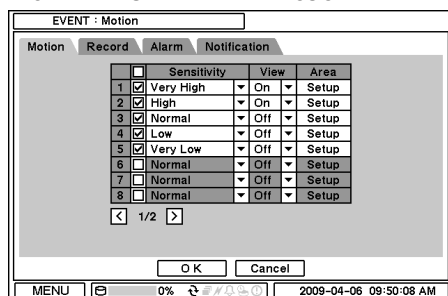 EVENT : Motion
Motion Record Alarm Notification
Sensitivity View Area
1 Very High On Setup
2 High On Setup
3 Normal Off Setup
4 Low Off Setup
5 Very Low Off Setup
6 Normal Off Setup
7 Normal Off Setup
8 Normal Off Setup
< 1/2 >
OK Cancel
MENU 0% 2009-04-06 09:50:08 AM